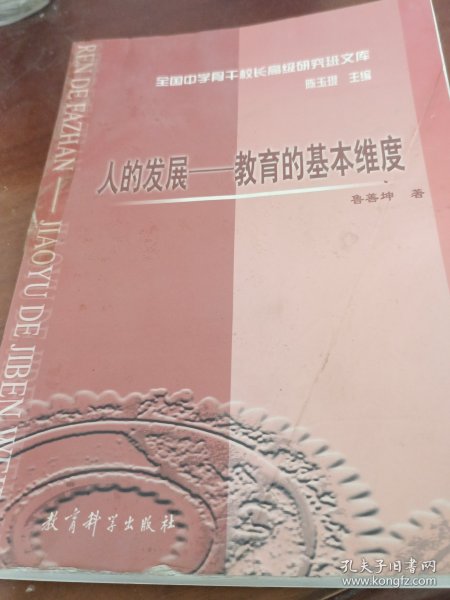 全国中学骨干校长高级研究班文库
陈玉琨 主编
人的发展——教育的基本维度
鲁善坤 著
REN DE FAZHAN — JIAOYU DE JIBEN WEI
教育科学出版社
孔夫子旧书网
www.kongfz.com